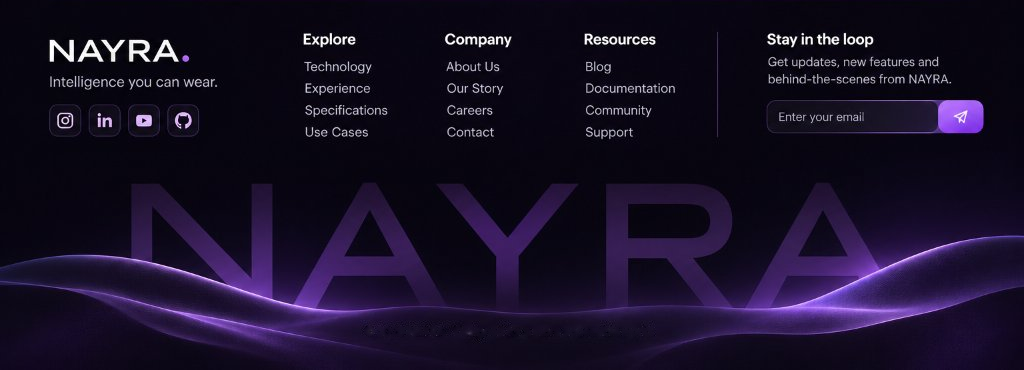 NAYRA.
Intelligence you can wear.
Explore
Technology
Experience
Specifications
Use Cases
Company
About Us
Our Story
Careers
Contact
Resources
Blog
Documentation
Community
Support
Stay in the loop
Get updates, new features and
behind-the-scenes from NAYRA.
Enter your email
NAYRA